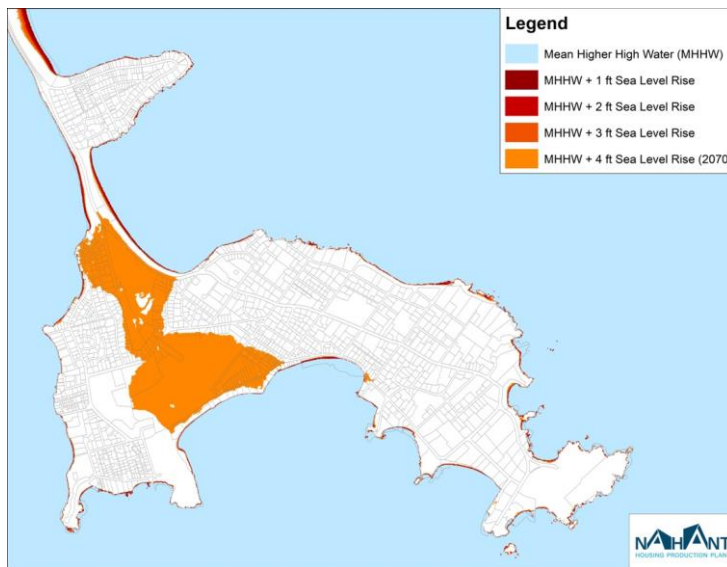 Legend
Mean Higher High Water (MHHW)
MHHW + 1 ft Sea Level Rise
MHHW + 2 ft Sea Level Rise
MHHW + 3 ft Sea Level Rise
MHHW + 4 ft Sea Level Rise (2070
NAHANT
HOUSING PRODUCTION PLAN